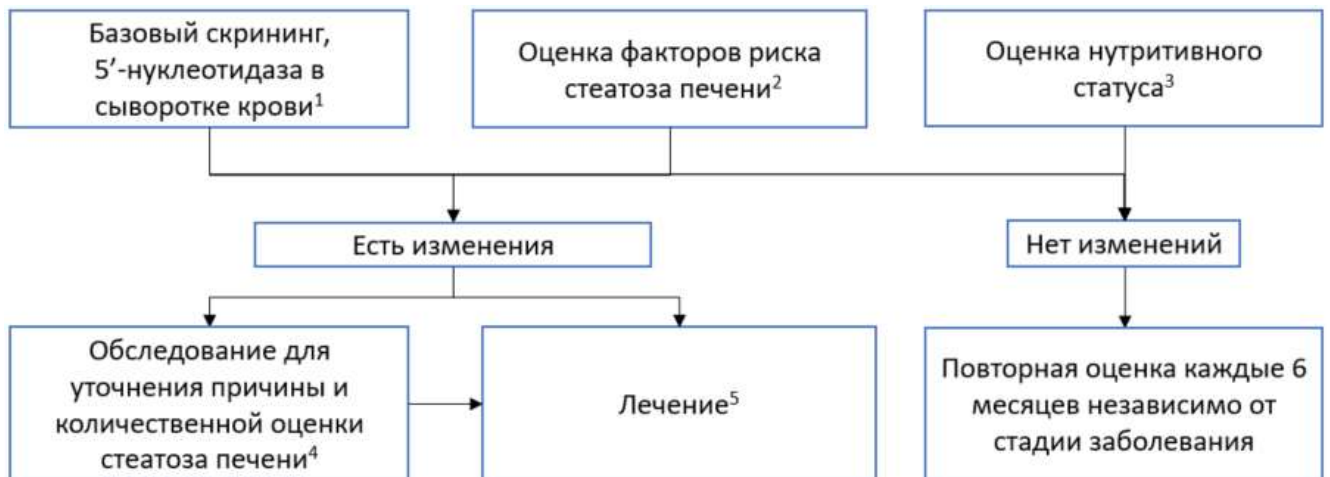 Базовый скрининг,
5′-нуклеотидаза в
сыворотке крови¹
Оценка факторов риска
стеатоза печени²
Оценка нутритивного
статуса³
Есть изменения
Нет изменений
Обследование для
уточнения причины и
количественной оценки
стеатоза печени⁴
Лечение⁵
Повторная оценка каждые 6
месяцев независимо от
стадии заболевания